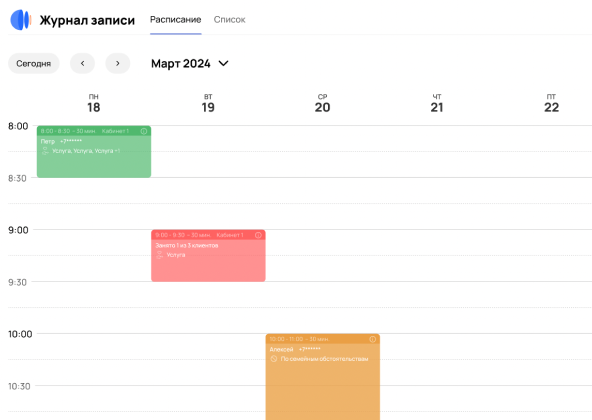 Журнал записи
Расписание
Список
Сегодня
Март 2024
ПН
18
ВТ
19
СР
20
ЧТ
21
ПТ
22
8:00
8:00 - 8:30 ~ 30 мин Кабинет 1
Петр +7******
Услуга, Услуга, Услуга +1
8:30
9:00
9:00 - 9:30 ~ 30 мин Кабинет 1
Занято 1 из 3 клиентов
Услуга
9:30
10:00
10:00 - 11:00 ~ 30 мин
Алексей +7******
По семейным обстоятельствам
10:30